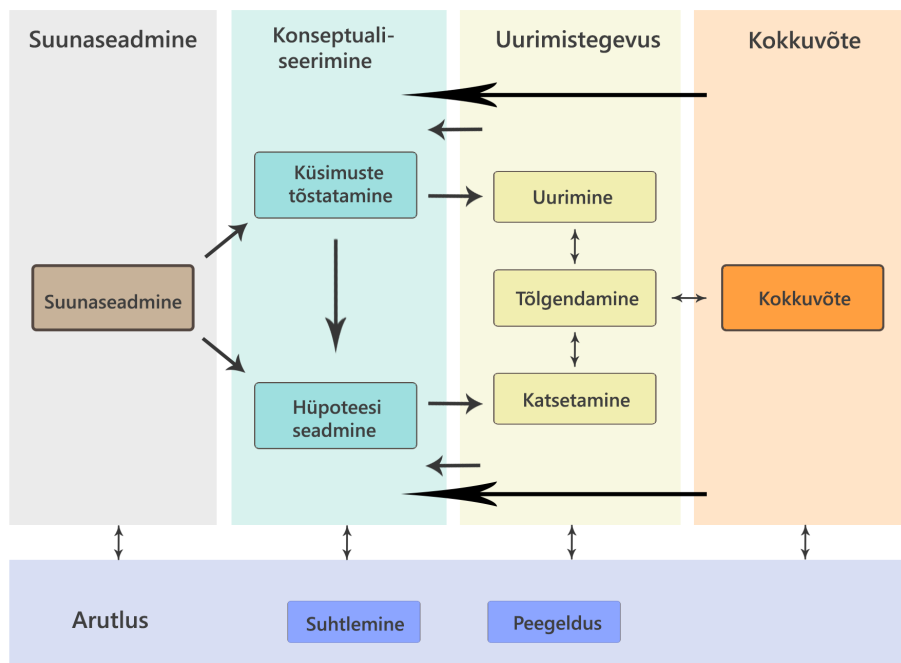 Suunaseadmine
Konseptuali-
seerimine
Uurimistegevus
Kokkuvõte
Küsimuste
tõstatamine
Uurimine
Suunaseadmine
Tõlgendamine
Kokkuvõte
Hüpoteesi
seadmine
Katsetamine
Arutlus
Suhtlemine
Peegeldus